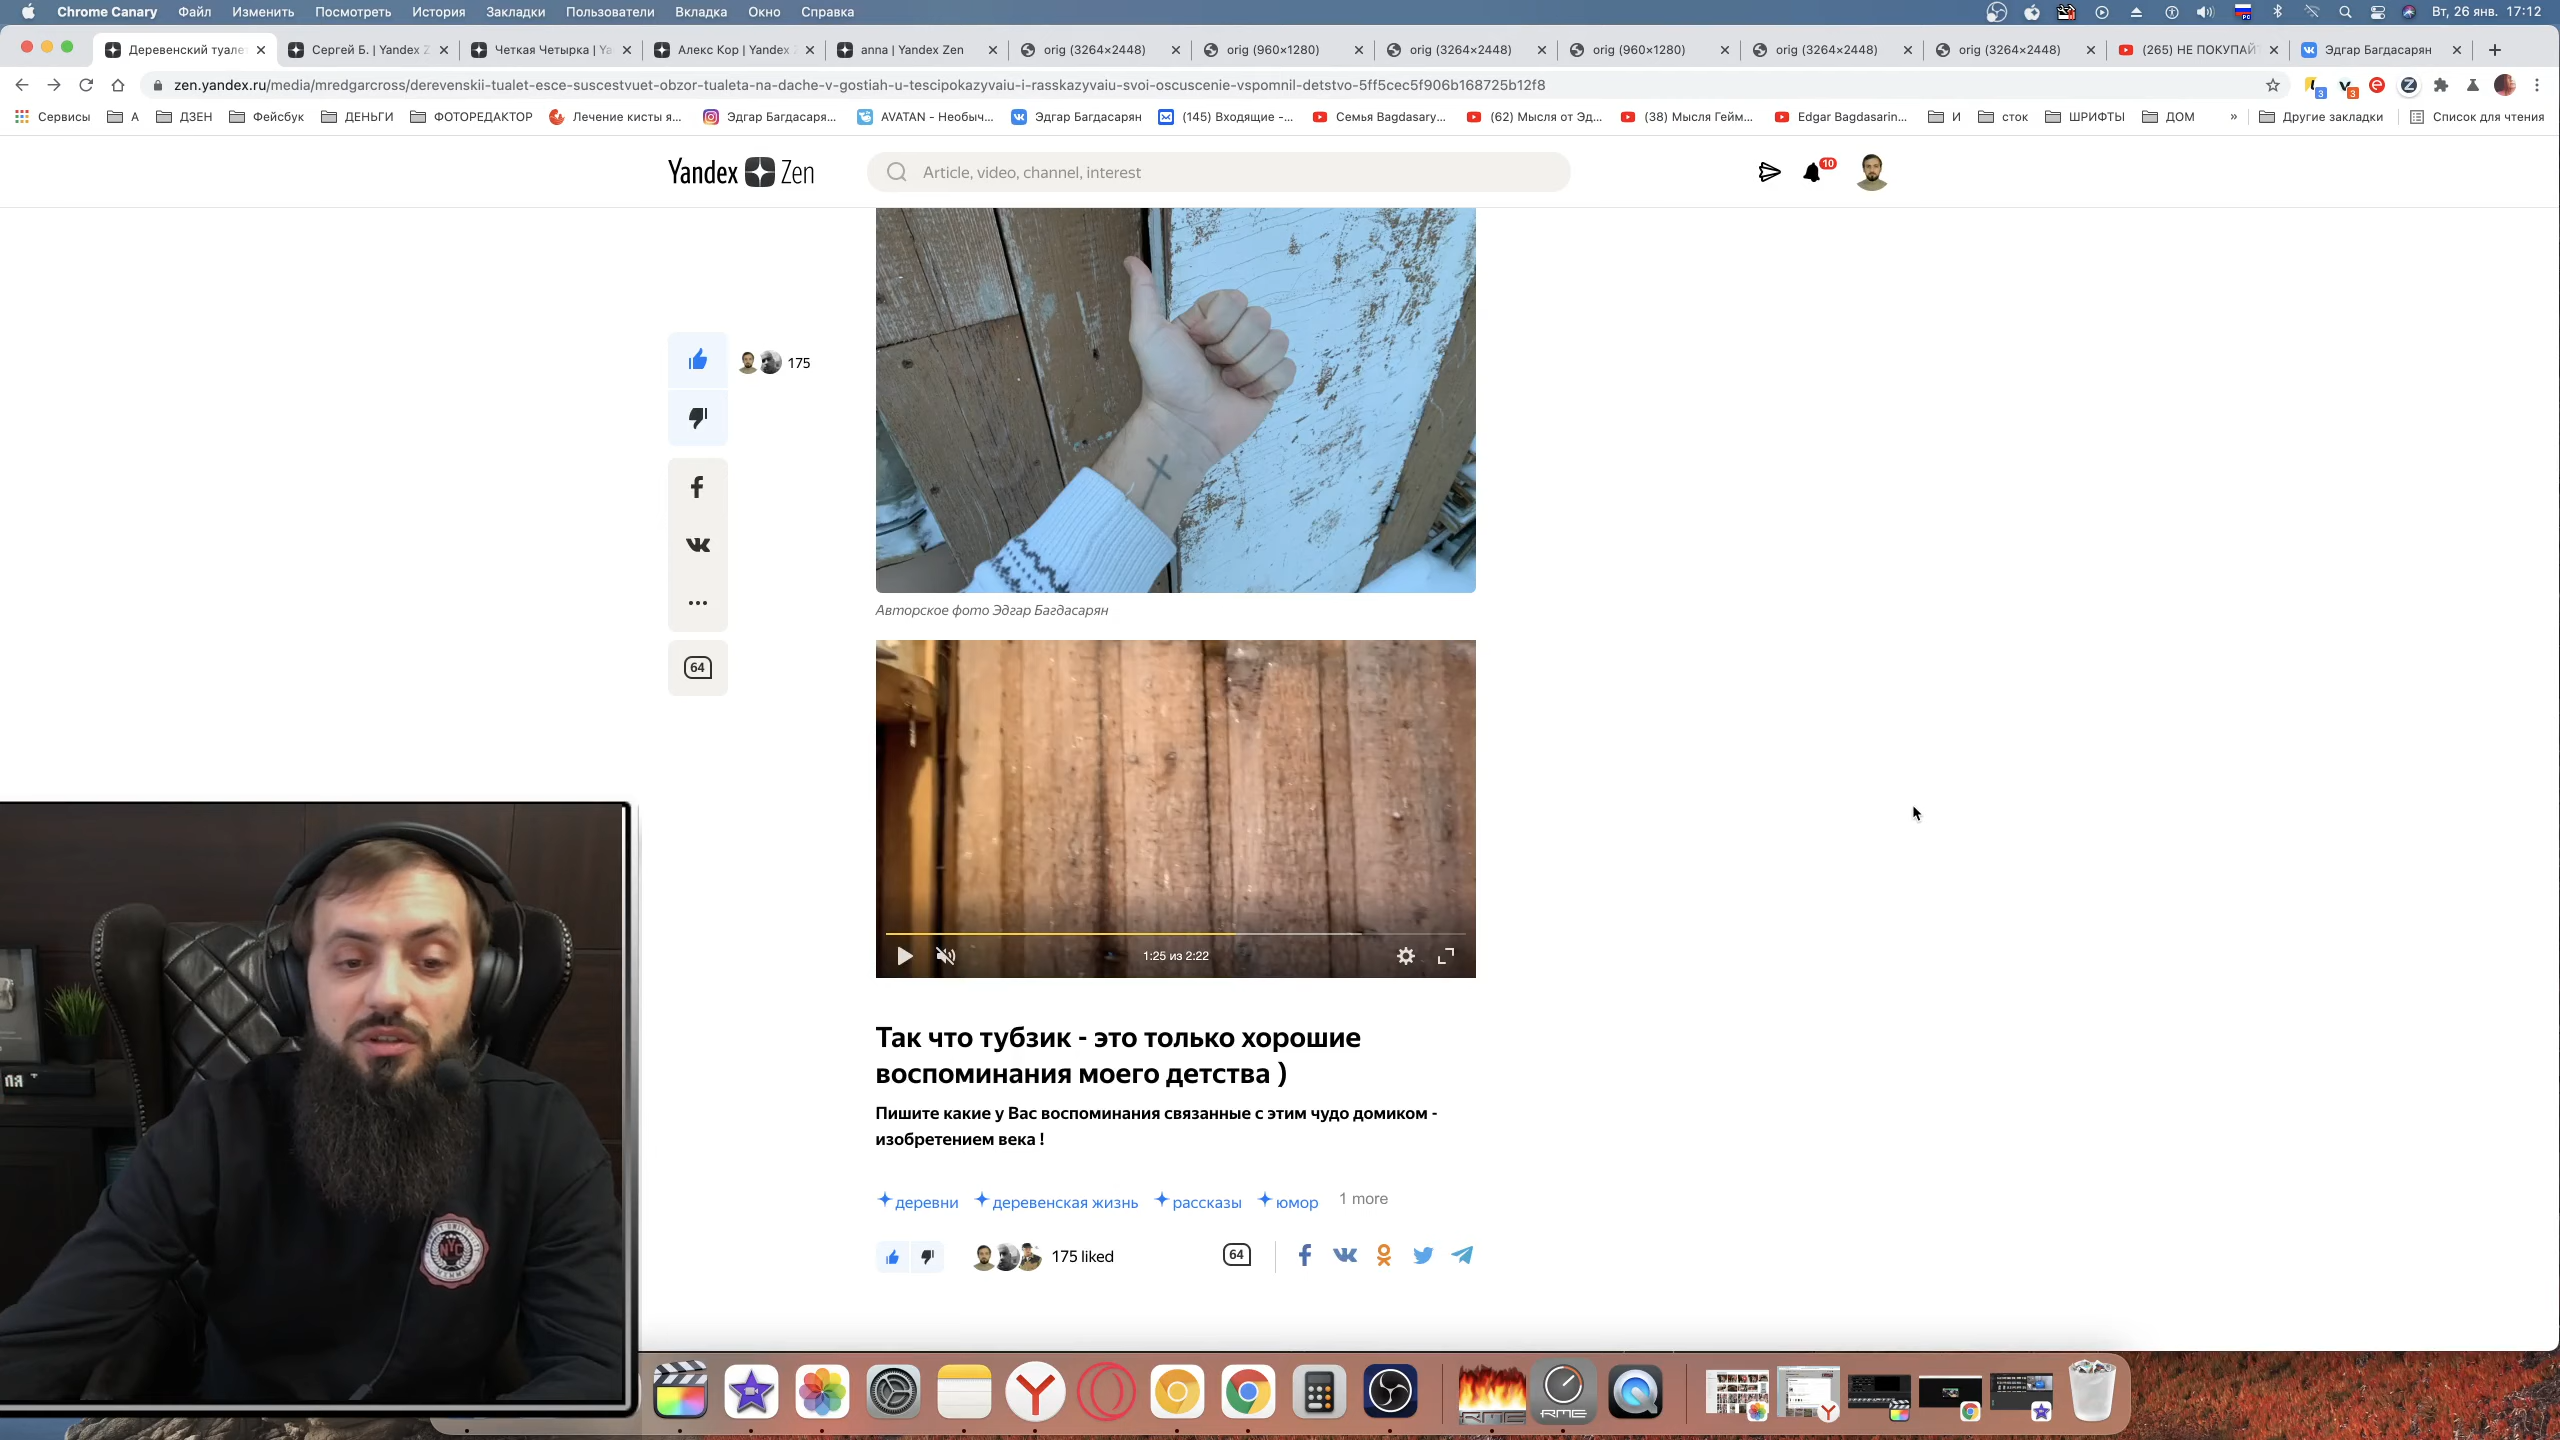 Chrome Canary Файл Изменить Посмотреть История Закладки Пользователи Вкладка Окно Справка
РС
Вт, 26 янв. 17:12
Деревенский туале
Сергей Б. | Yandex Z
Четкая Четырка | Ya
Алекс Кор | Yandex
anna | Yandex Zen
orig (3264×2448)
orig (960×1280)
orig (3264×2448)
orig (960×1280)
orig (3264×2448)
orig (3264×2448)
(265) НЕ ПОКУПАЙТ
Эдгар Багдасарян
zen.yandex.ru/media/mredgarcross/derevenskii-tualet-esce-suscestvuet-obzor-tualeta-na-dache-v-gostiah-u-tescipokazyvaiu-i-rasskazyvaiu-svoi-oscuscenie-vspomnil-detstvo-5ff5cec5f906b168725b12f8
3
3
Сервисы
А
ДЗЕН
Фейсбук
ДЕНЬГИ
ФОТОРЕДАКТОР
Лечение кисты я...
Эдгар Багдасаря...
AVATAN - Необыч...
Эдгар Багдасарян
(145) Входящие -...
Семья Bagdasary...
(62) Мысля от Эд...
(38) Мысля Гейм...
Edgar Bagdasarin...
И
сток
ШРИФТЫ
ДОМ
»
Другие закладки
Список для чтения
Yandex Zen
Article, video, channel, interest
10
175
64
Авторское фото Эдгар Багдасарян
1:25 из 2:22
Так что тубзик - это только хорошие
воспоминания моего детства )
Пишите какие у Вас воспоминания связанные с этим чудо домиком -
изобретением века !
деревни деревенская жизнь рассказы юмор 1 more
175 liked
64
NYC
RME
RME